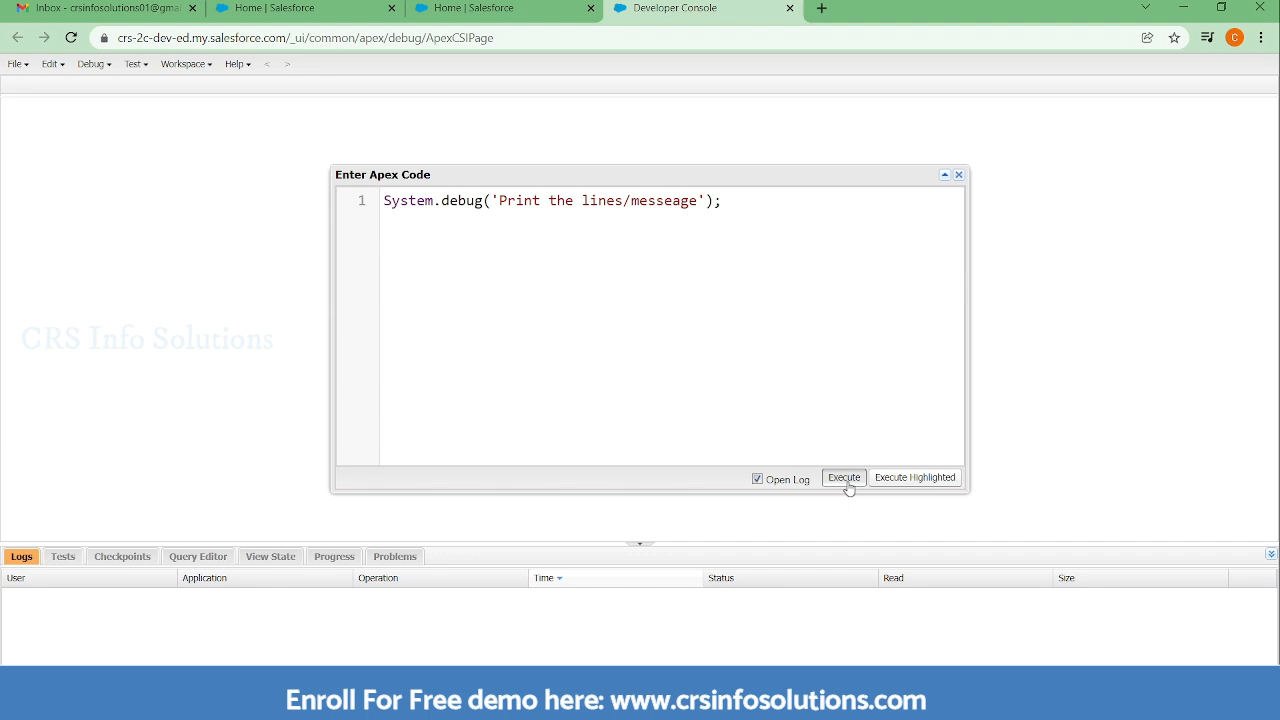 Inbox - crsinfosolutions01@gmai
Home | Salesforce
Home | Salesforce
Developer Console
crs-2c-dev-ed.my.salesforce.com/_ui/common/apex/debug/ApexCSIPage
C
File Edit Debug Test Workspace Help < >
Enter Apex Code
1 System.debug('Print the lines/messeage');
CRS Info Solutions
Open Log Execute Execute Highlighted
Logs Tests Checkpoints Query Editor View State Progress Problems
User Application Operation Time Status Read Size
Enroll For Free demo here: www.crsinfosolutions.com